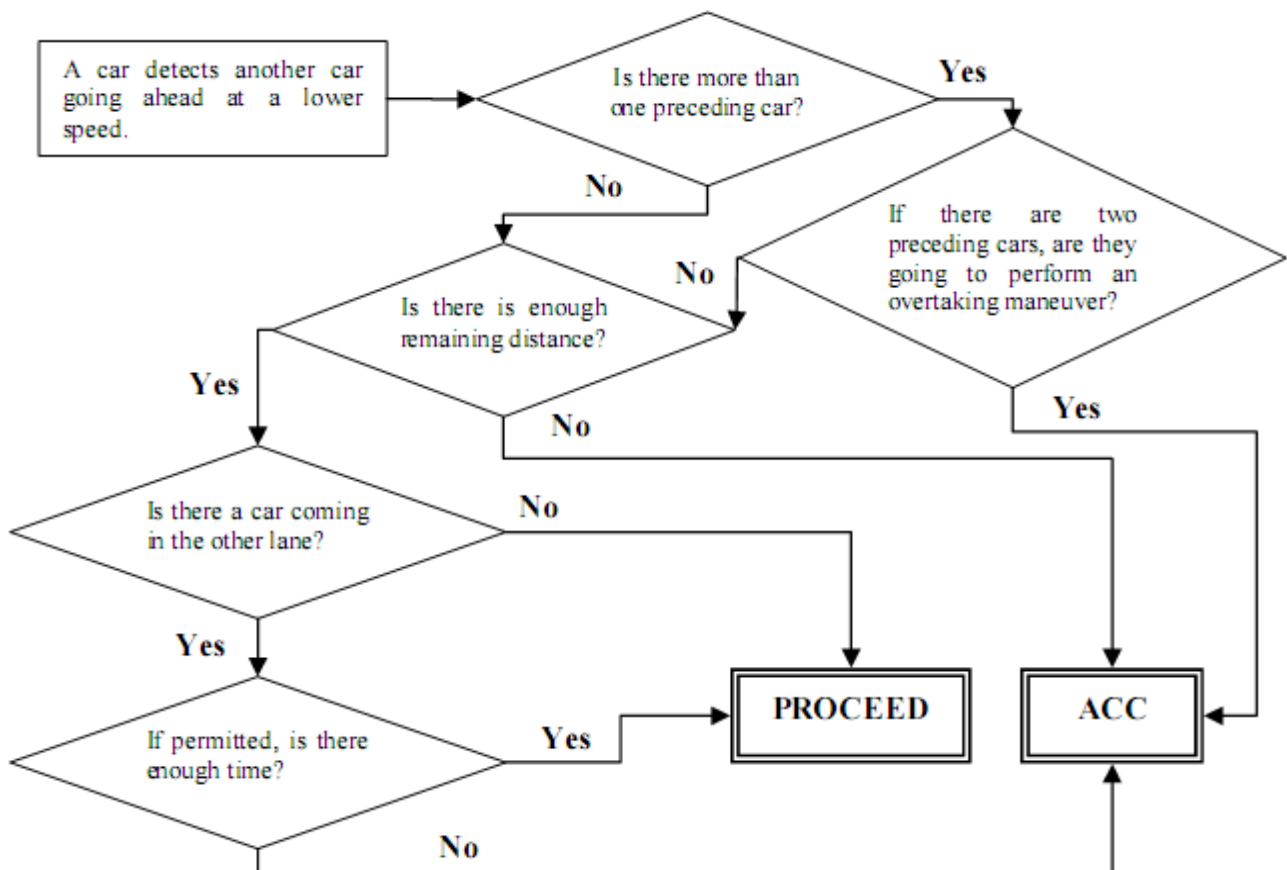 A car detects another car
going ahead at a lower
speed.
Is there more than
one preceding car?
Yes
No
If there are two
preceding cars, are they
going to perform an
overtaking maneuver?
No
Is there is enough
remaining distance?
Yes
No
Yes
Is there a car coming
in the other lane?
No
Yes
PROCEED
ACC
If permitted, is there
enough time?
Yes
No